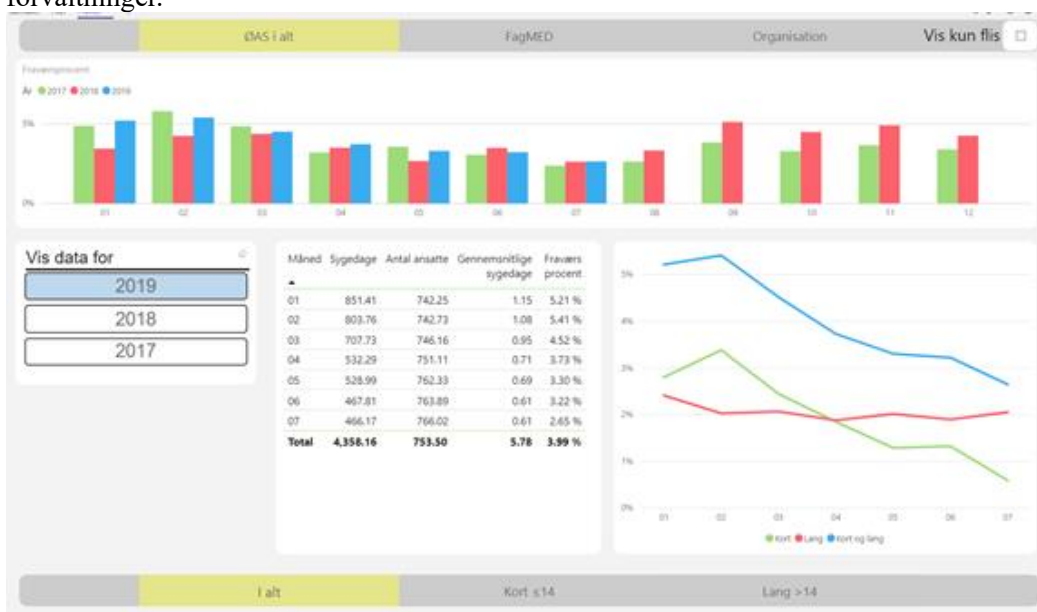 forvaltninger.
ØAS i alt FagMED Organisation Vis kun flis
Fraværsprocent
År 2017 2018 2019
5%
0%
01 02 03 04 05 06 07 08 09 10 11 12
Vis data for
2019
2018
2017
Måned Sygedage Antal ansatte Gennemsnitlige sygedage Fraværs procent
01 851.41 742.25 1.15 5.21 %
02 803.76 742.73 1.08 5.41 %
03 707.73 746.16 0.95 4.52 %
04 532.29 751.11 0.71 3.73 %
05 528.99 762.33 0.69 3.30 %
06 467.81 763.89 0.61 3.22 %
07 466.17 766.02 0.61 2.65 %
Total 4,358.16 753.50 5.78 3.99 %
5%
4%
3%
2%
1%
0%
01 02 03 04 05 06 07
Kort Lang Kort og lang
I alt Kort ≤14 Lang >14